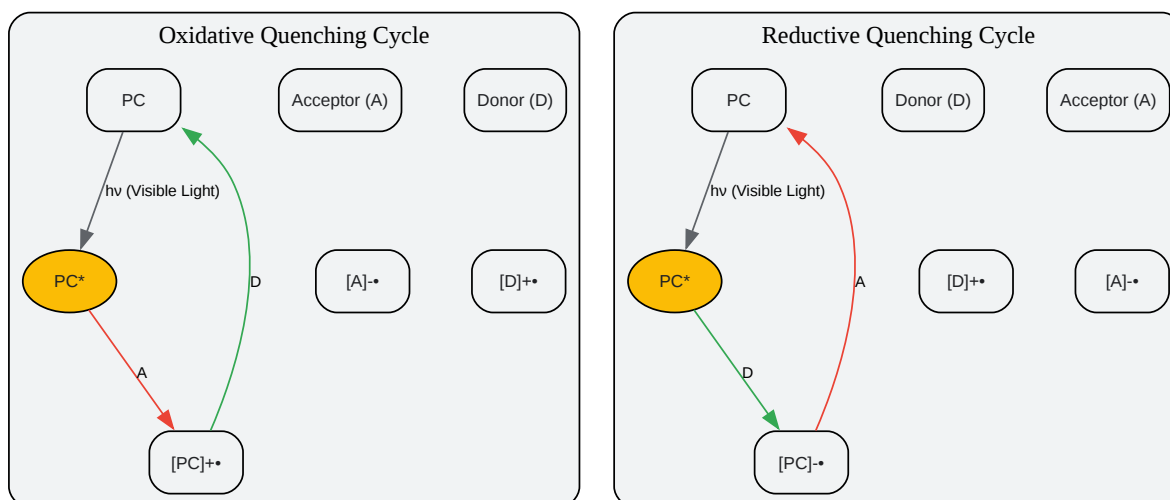 Oxidative Quenching Cycle
PC
Acceptor (A)
Donor (D)
hν (Visible Light)
PC*
[A]-•
[D]+•
D
A
[PC]+•
Reductive Quenching Cycle
PC
Donor (D)
Acceptor (A)
hν (Visible Light)
PC*
[D]+•
[A]-•
A
D
[PC]-•